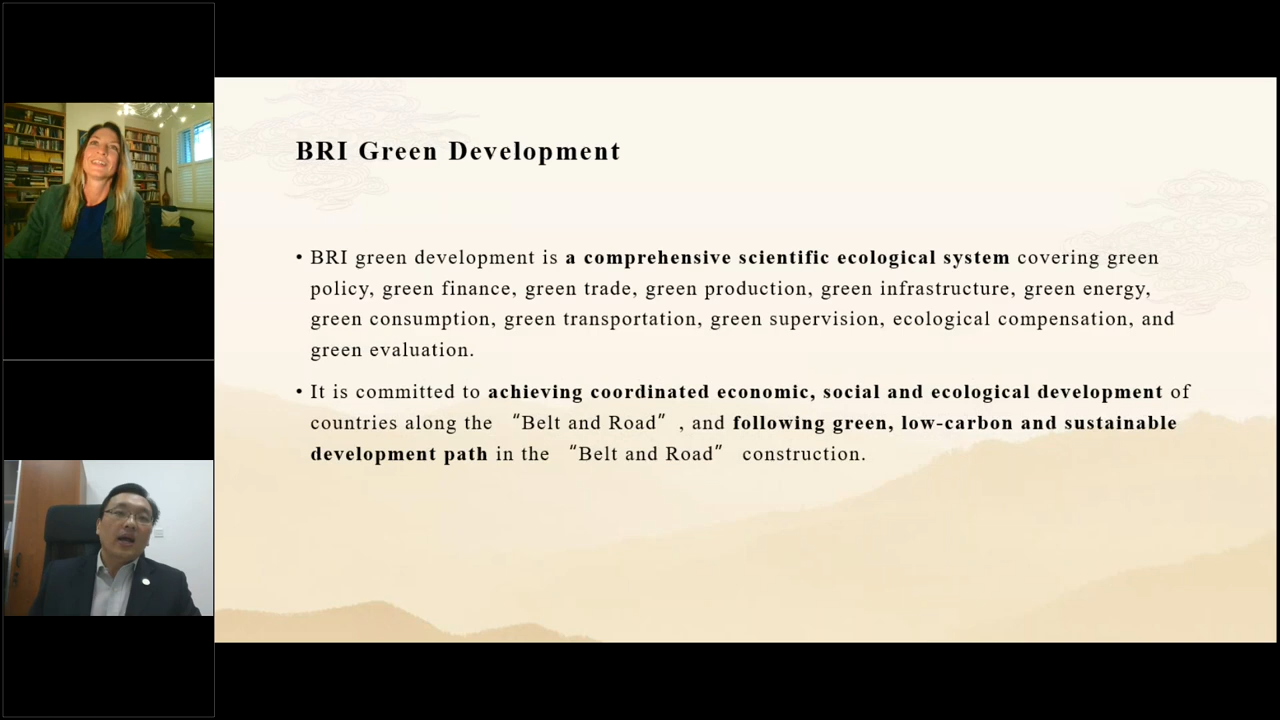 BRI Green Development
• BRI green development is a comprehensive scientific ecological system covering green
policy, green finance, green trade, green production, green infrastructure, green energy,
green consumption, green transportation, green supervision, ecological compensation, and
green evaluation.
• It is committed to achieving coordinated economic, social and ecological development of
countries along the “Belt and Road”, and following green, low-carbon and sustainable
development path in the “Belt and Road” construction.